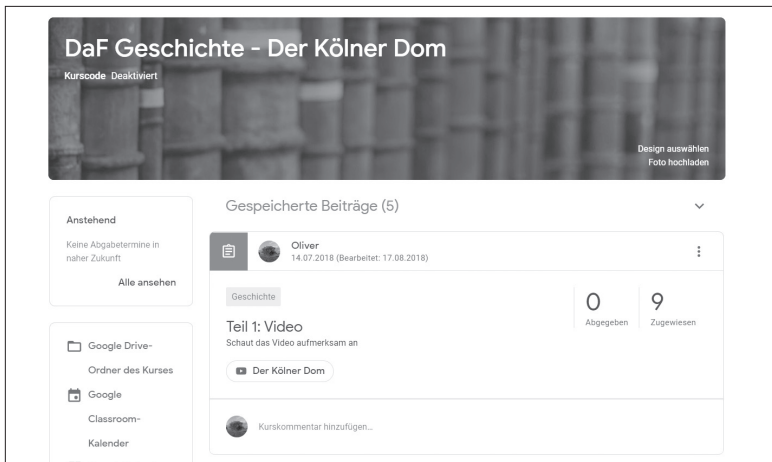 DaF Geschichte - Der Kölner Dom
Kurscode Deaktiviert
Design auswählen
Foto hochladen
Anstehend
Keine Abgabetermine in
naher Zukunft
Alle ansehen
Google Drive-
Ordner des Kurses
Google
Classroom-
Kalender
Gespeicherte Beiträge (5)
Oliver
14.07.2018 (Bearbeitet: 17.08.2018)
Geschichte
Teil 1: Video
Schaut das Video aufmerksam an
Der Kölner Dom
0
Abgegeben
9
Zugewiesen
Kurskommentar hinzufügen...